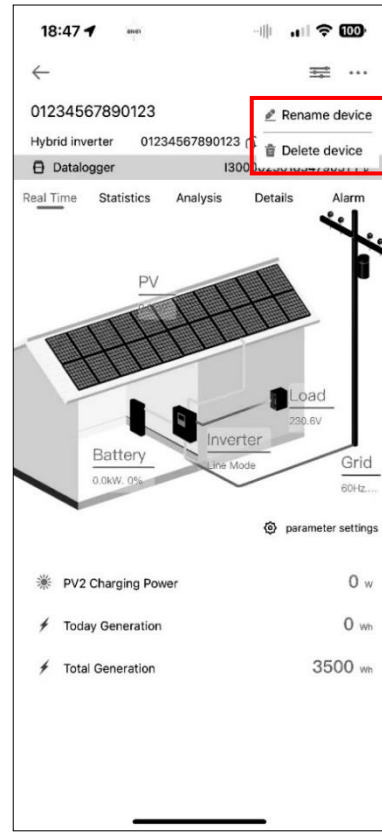 18:47
100
01234567890123
Rename device
Hybrid inverter 01234567890123
Delete device
Datalogger
Real Time Statistics Analysis Details Alarm
PV
Load
230.6V
Inverter
Line Mode
Battery
0.0kW. 0%
Grid
60Hz....
parameter settings
PV2 Charging Power 0 W
Today Generation 0 Wh
Total Generation 3500 Wh